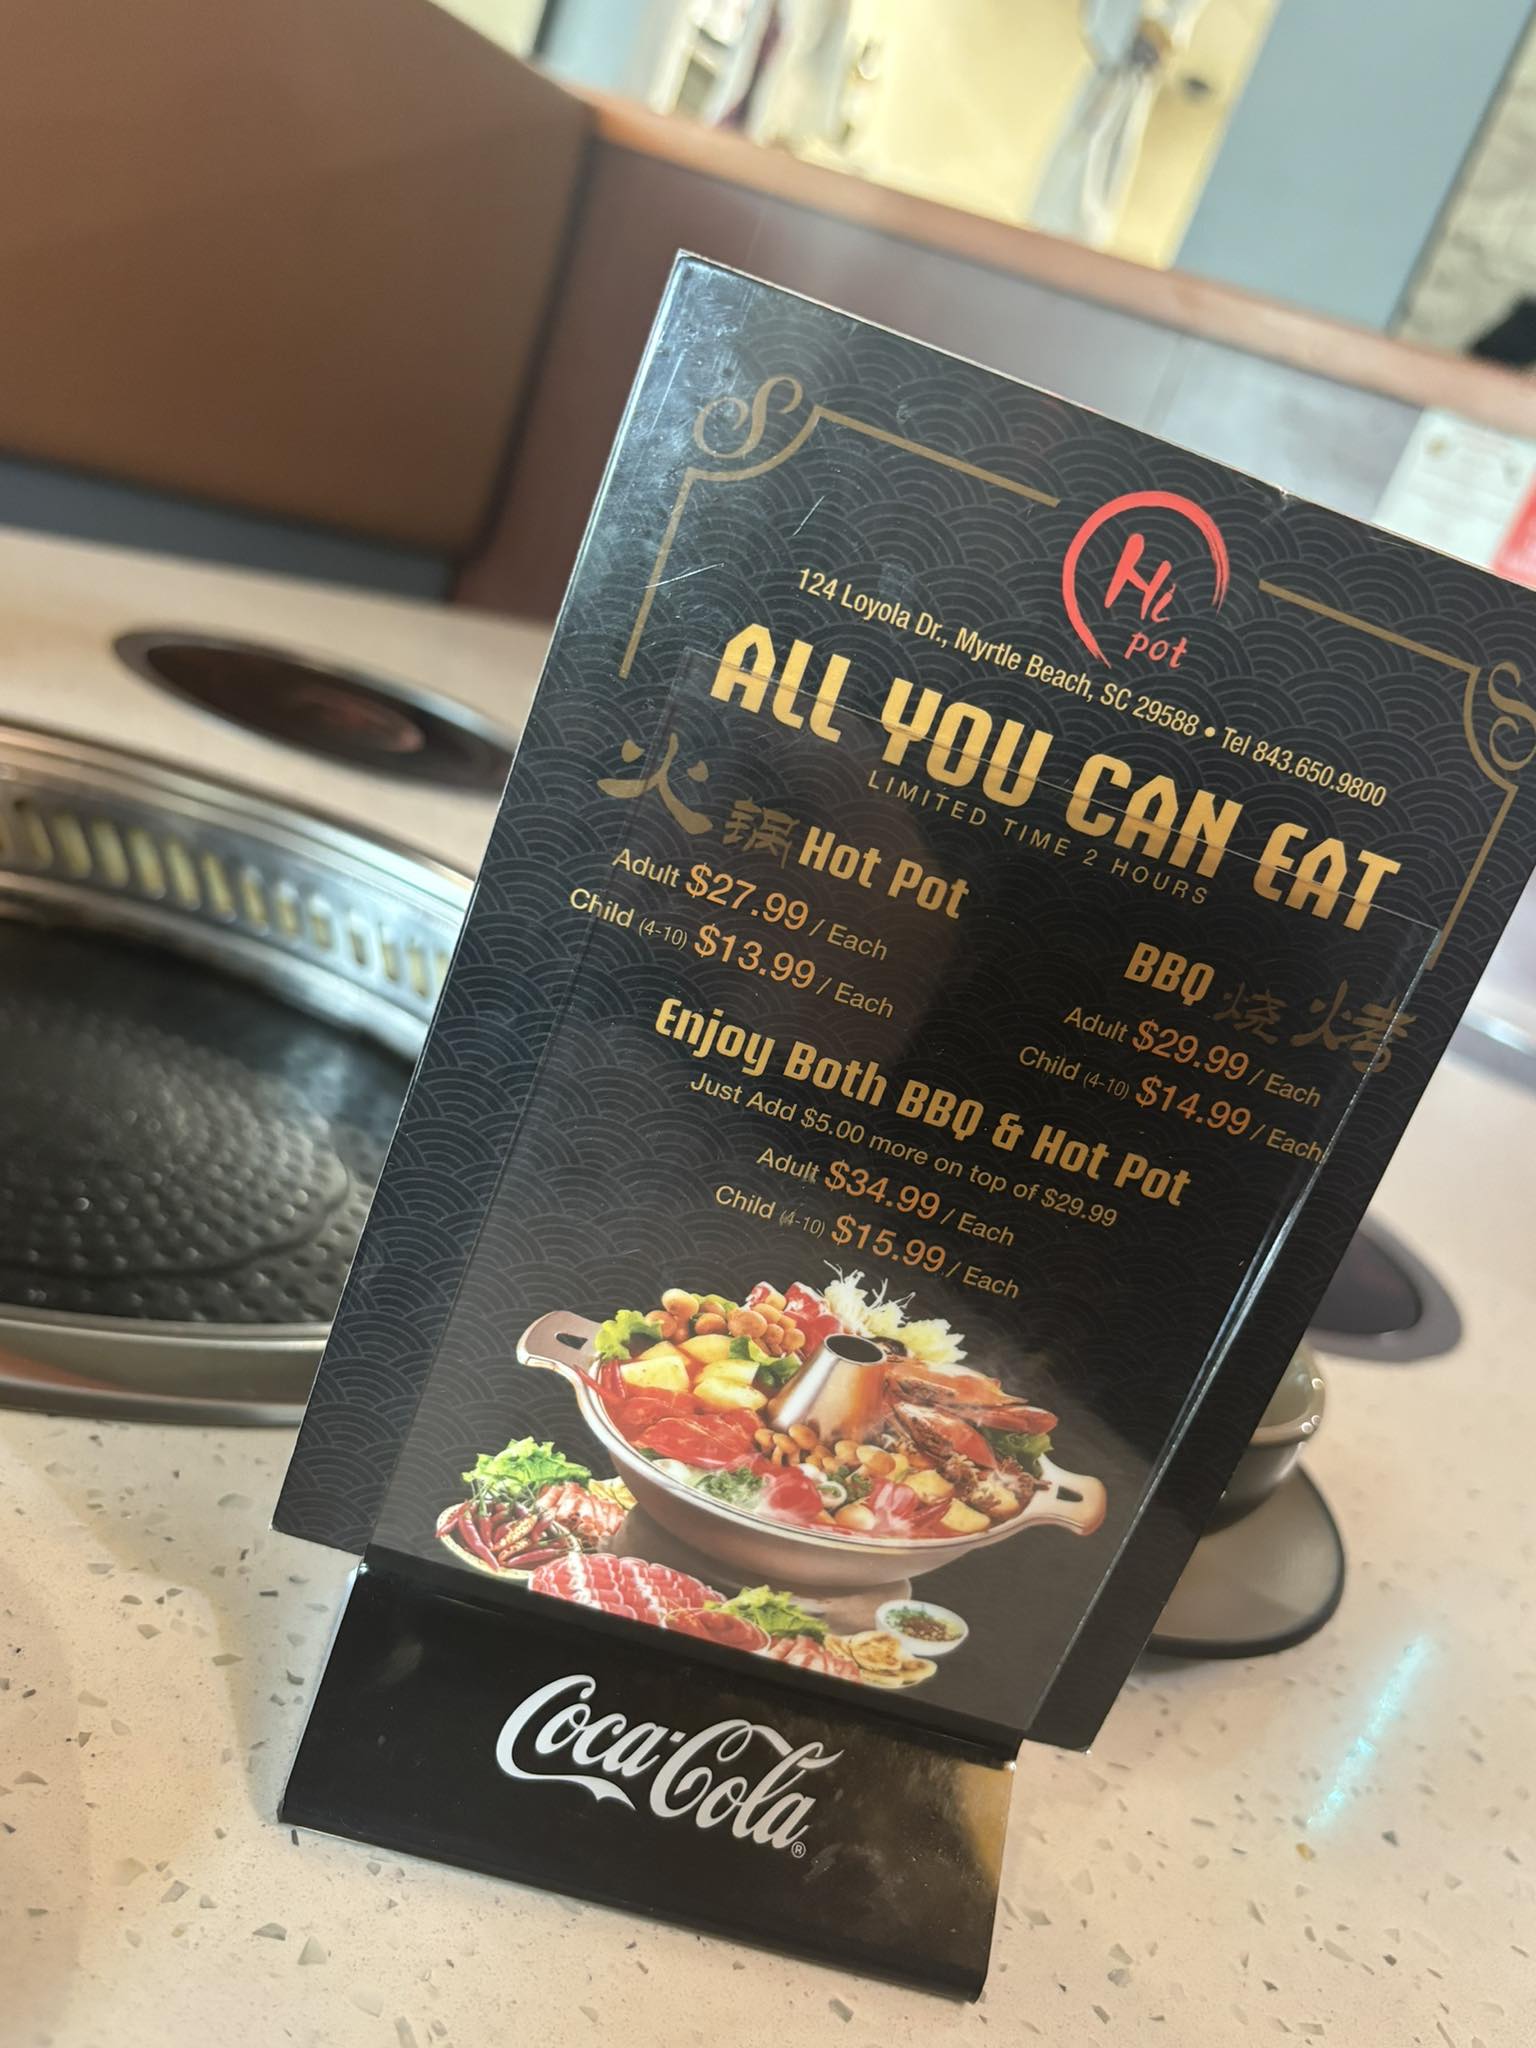 Hi
pot
124 Loyola Dr., Myrtle Beach, SC 29588 • Tel 843.650.9800
ALL YOU CAN EAT
LIMITED TIME 2 HOURS
火锅 Hot Pot
Adult $27.99 / Each
Child (4-10) $13.99 / Each
BBQ 烧烤
Adult $29.99 / Each
Child (4-10) $14.99 / Each
Enjoy Both BBQ & Hot Pot
Just Add $5.00 more on top of $29.99
Adult $34.99 / Each
Child (4-10) $15.99 / Each
Coca-Cola®